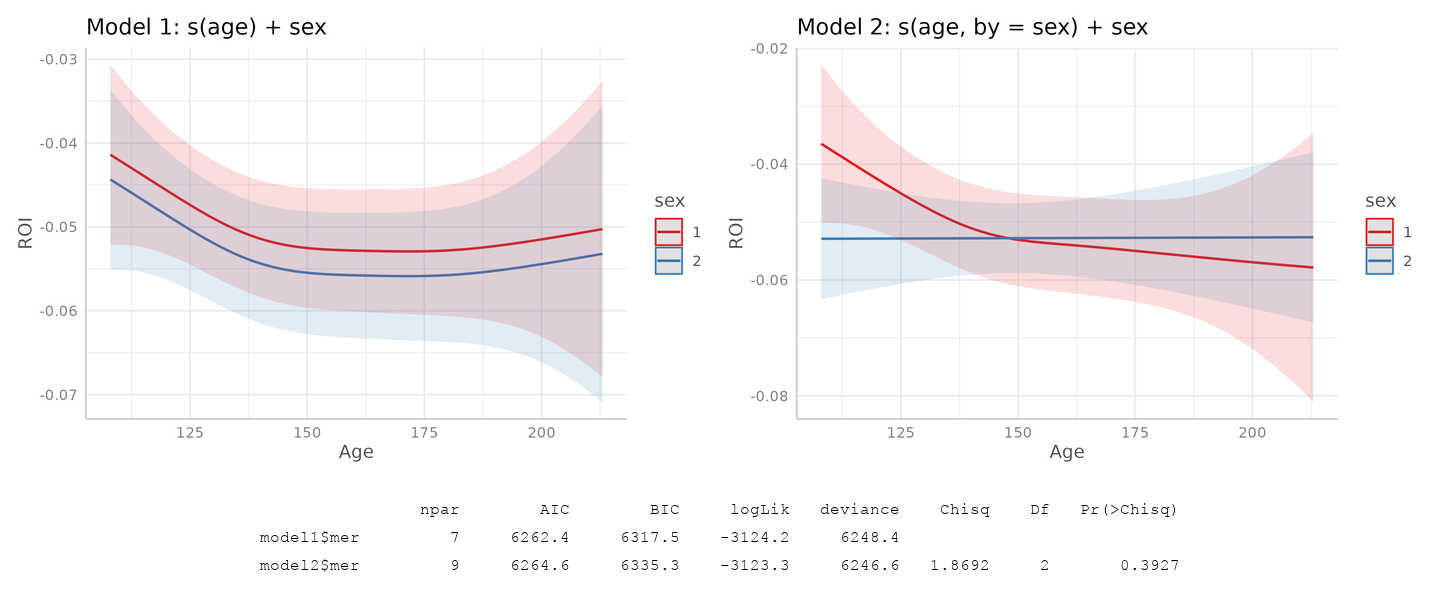 Model 1: s(age) + sex
-0.03
-0.04
-0.05
-0.06
-0.07
ROI
125 150 175 200
Age
sex
1
2
Model 2: s(age, by = sex) + sex
-0.02
-0.04
-0.06
-0.08
ROI
125 150 175 200
Age
sex
1
2
npar AIC BIC logLik deviance Chisq Df Pr(>Chisq)
model1$mer 7 6262.4 6317.5 -3124.2 6248.4
model2$mer 9 6264.6 6335.3 -3123.3 6246.6 1.8692 2 0.3927